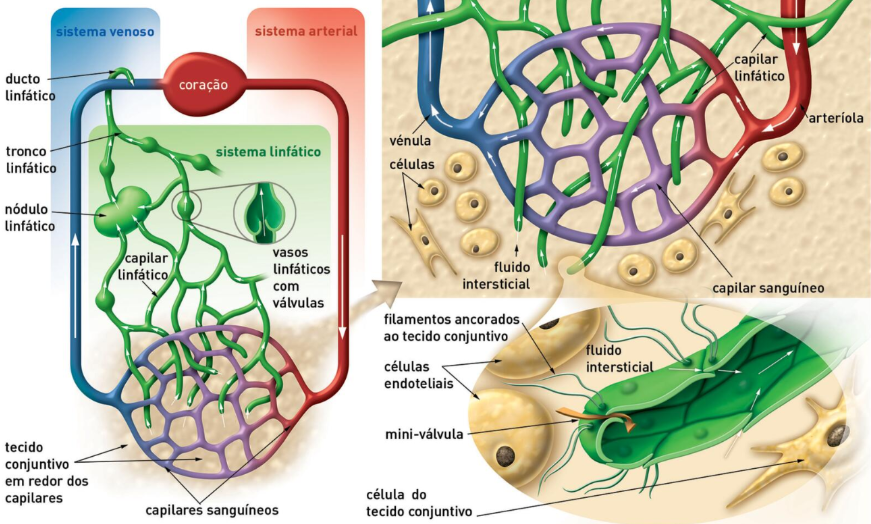 sistema venoso
sistema arterial
ducto
linfático
coração
tronco
linfático
sistema linfático
nódulo
linfático
capilar
linfático
vasos
linfáticos
com
válvulas
tecido
conjuntivo
em redor dos
capilares
capilares sanguíneos
capilar
linfático
arteríola
vénula
células
fluido
intersticial
capilar sanguíneo
filamentos ancorados
ao tecido conjuntivo
fluido
intersticial
células
endoteliais
mini-válvula
célula do
tecido conjuntivo